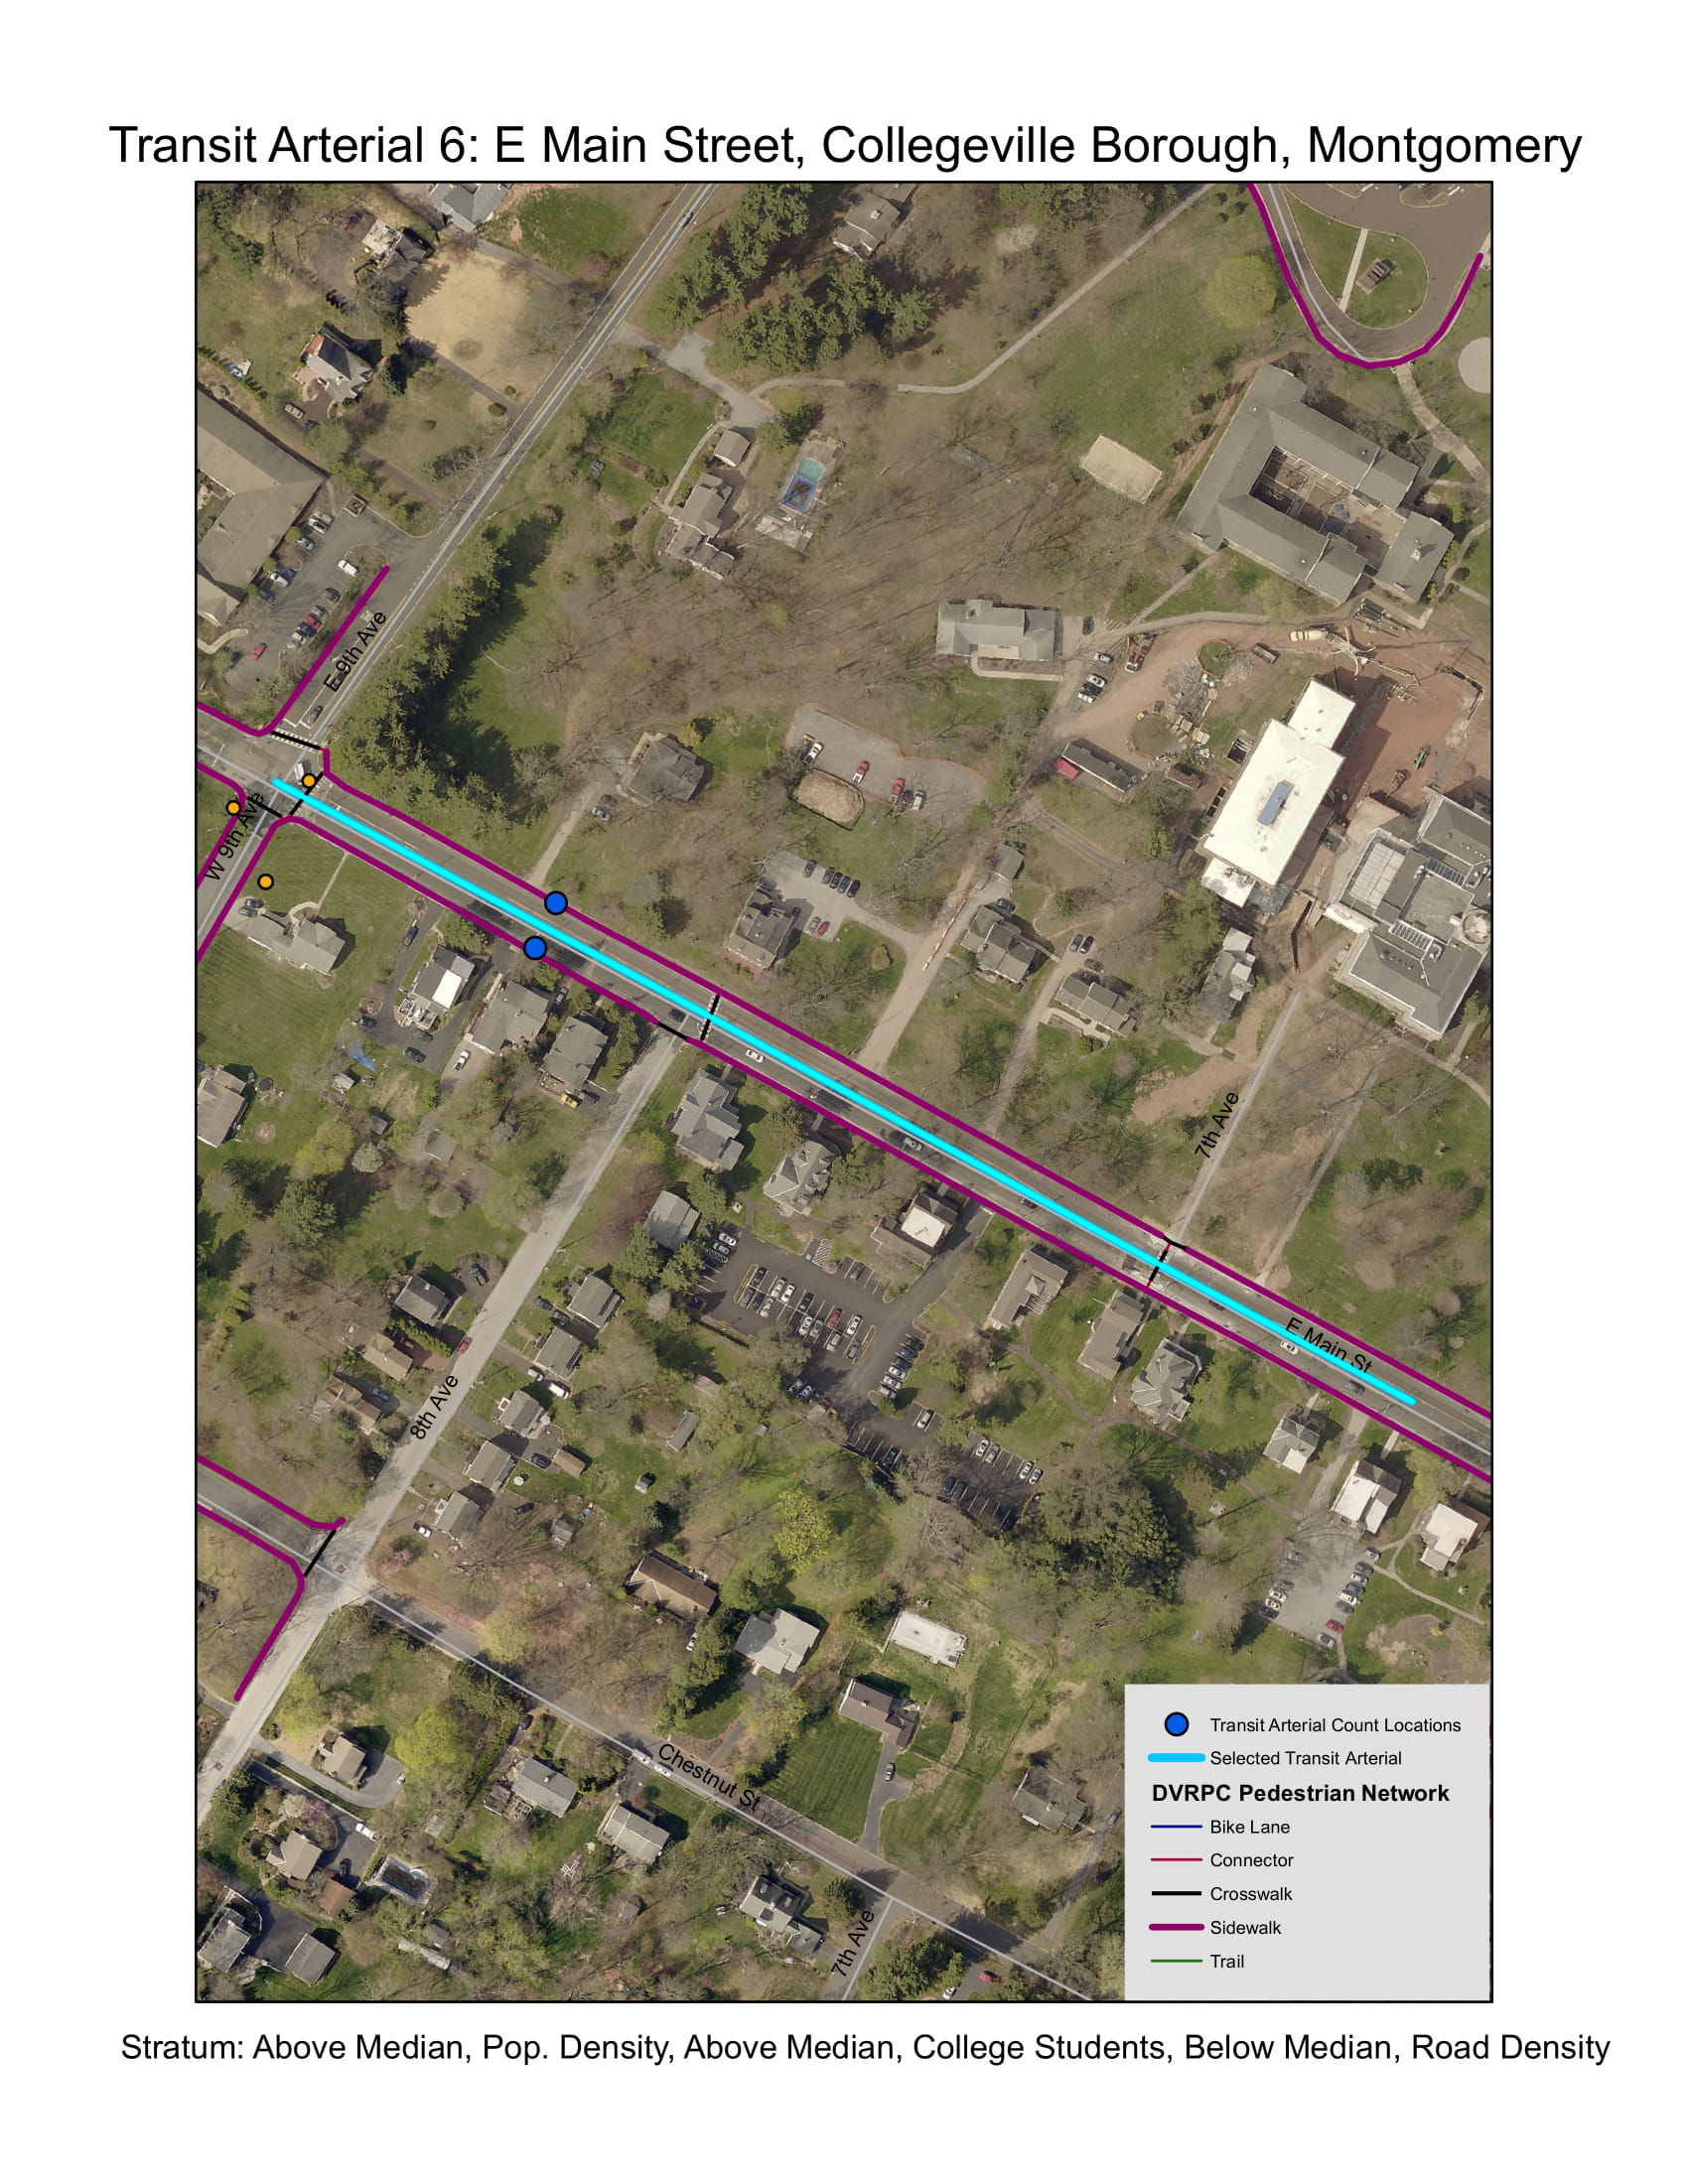 Transit Arterial 6: E Main Street, Collegeville Borough, Montgomery
E 9th Ave
W 9th Ave
7th Ave
E Main St
8th Ave
Chestnut St
7th Ave
Transit Arterial Count Locations
Selected Transit Arterial
DVRPC Pedestrian Network
Bike Lane
Connector
Crosswalk
Sidewalk
Trail
Stratum: Above Median, Pop. Density, Above Median, College Students, Below Median, Road Density